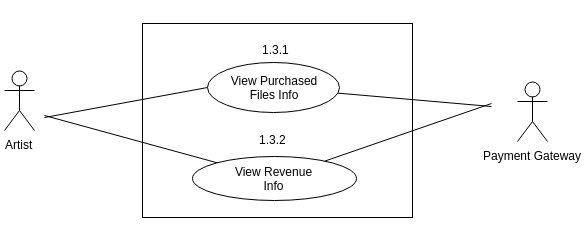 1.3.1
View Purchased
Files Info
1.3.2
View Revenue
Info
Artist
Payment Gateway